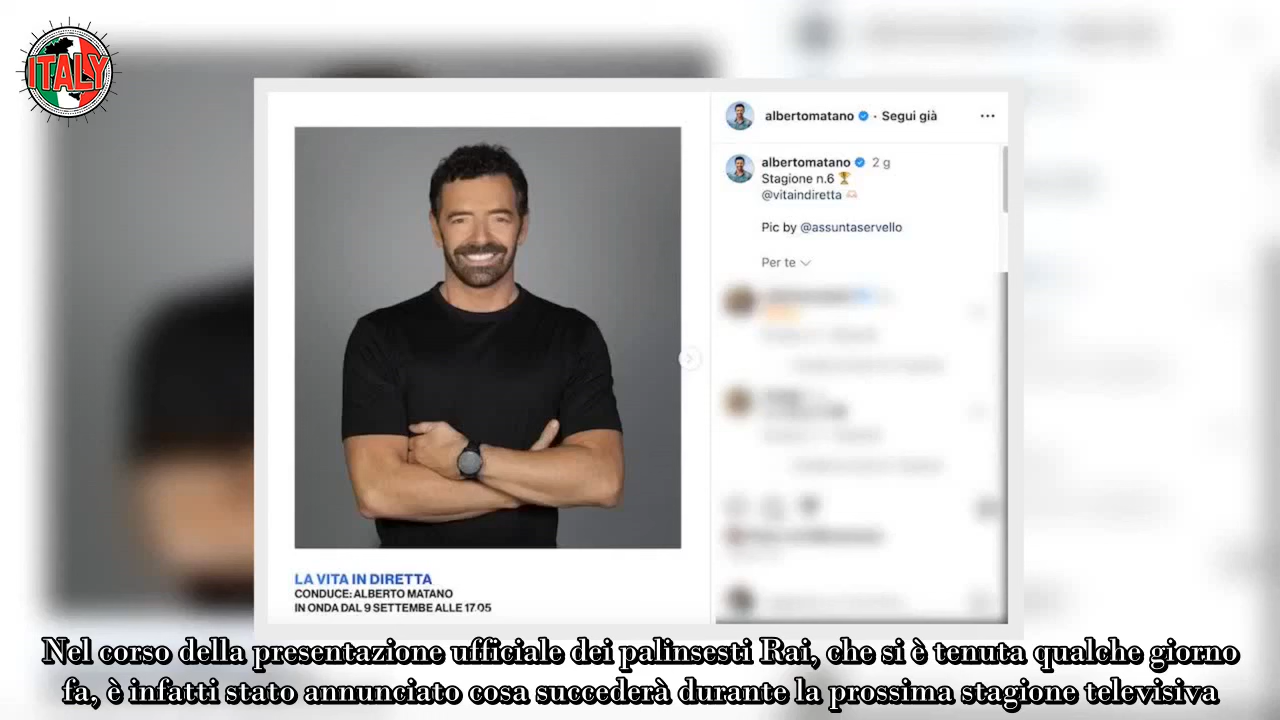 ITALY
albertomatano · Segui già
albertomatano 2 g
Stagione n.6 🏆
@vitaindiretta 🫶🏻
Pic by @assuntaservello
Per te
LA VITA IN DIRETTA
CONDUCE: ALBERTO MATANO
IN ONDA DAL 9 SETTEMBE ALLE 17.05
Nel corso della presentazione ufficiale dei palinsesti Rai, che si è tenuta qualche giorno
fa, è infatti stato annunciato cosa succederà durante la prossima stagione televisiva